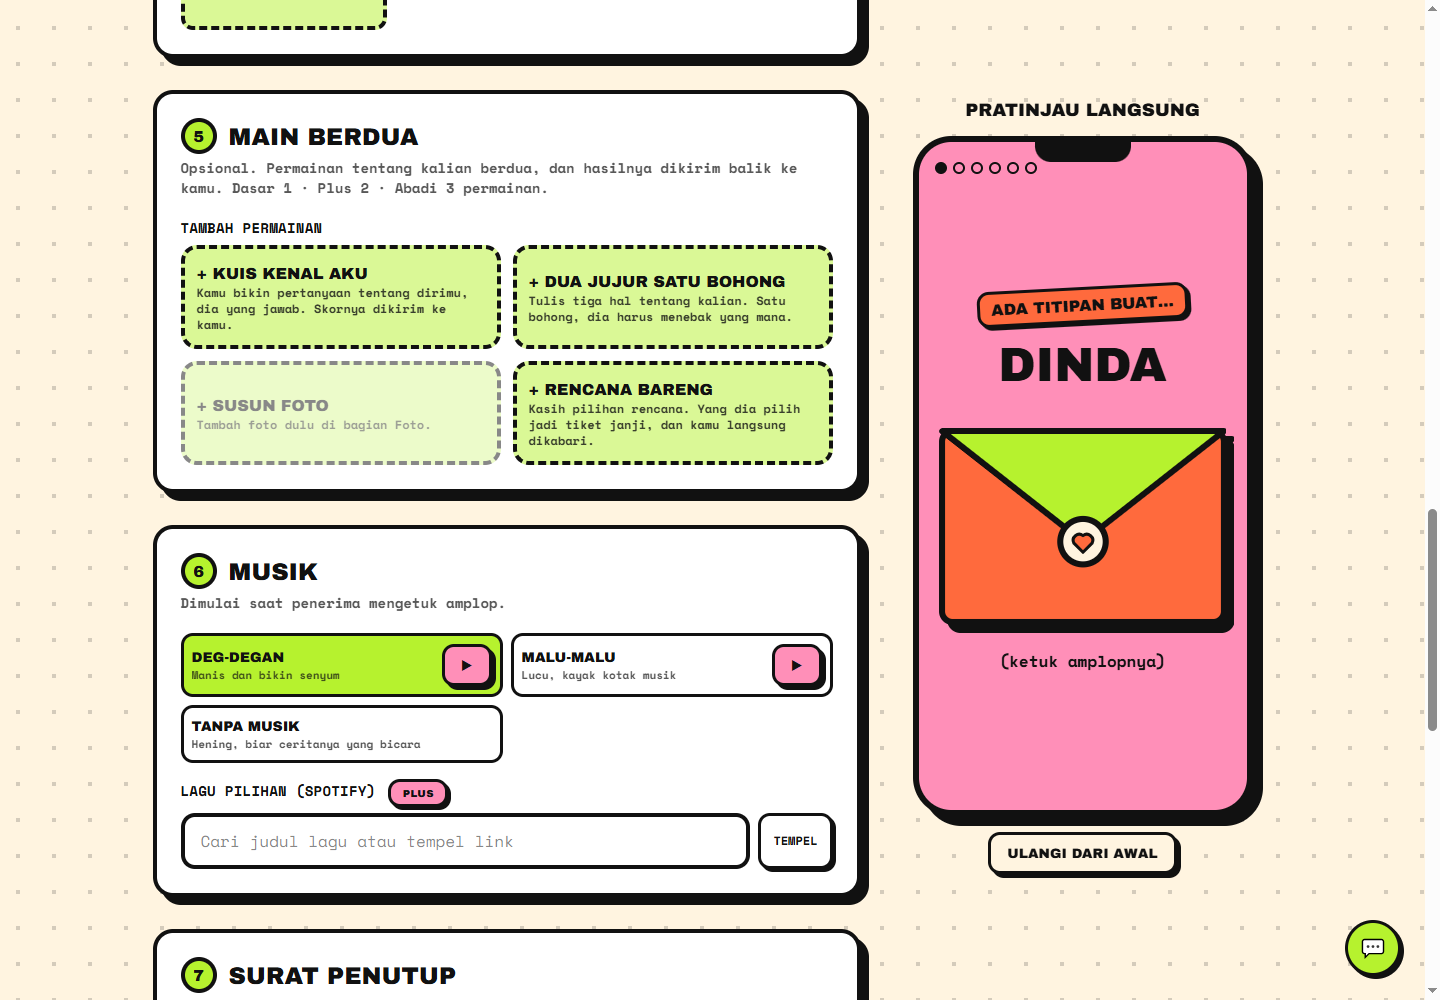 5 MAIN BERDUA
Opsional. Permainan tentang kalian berdua, dan hasilnya dikirim balik ke
kamu. Dasar 1 · Plus 2 · Abadi 3 permainan.
TAMBAH PERMAINAN
+ KUIS KENAL AKU
Kamu bikin pertanyaan tentang dirimu,
dia yang jawab. Skornya dikirim ke
kamu.
+ DUA JUJUR SATU BOHONG
Tulis tiga hal tentang kalian. Satu
bohong, dia harus menebak yang mana.
+ SUSUN FOTO
Tambah foto dulu di bagian Foto.
+ RENCANA BARENG
Kasih pilihan rencana. Yang dia pilih
jadi tiket janji, dan kamu langsung
dikabari.
6 MUSIK
Dimulai saat penerima mengetuk amplop.
DEG-DEGAN
Manis dan bikin senyum
MALU-MALU
Lucu, kayak kotak musik
TANPA MUSIK
Hening, biar ceritanya yang bicara
LAGU PILIHAN (SPOTIFY) PLUS
Cari judul lagu atau tempel link
TEMPEL
7 SURAT PENUTUP
PRATINJAU LANGSUNG
ADA TITIPAN BUAT...
DINDA
(ketuk amplopnya)
ULANGI DARI AWAL